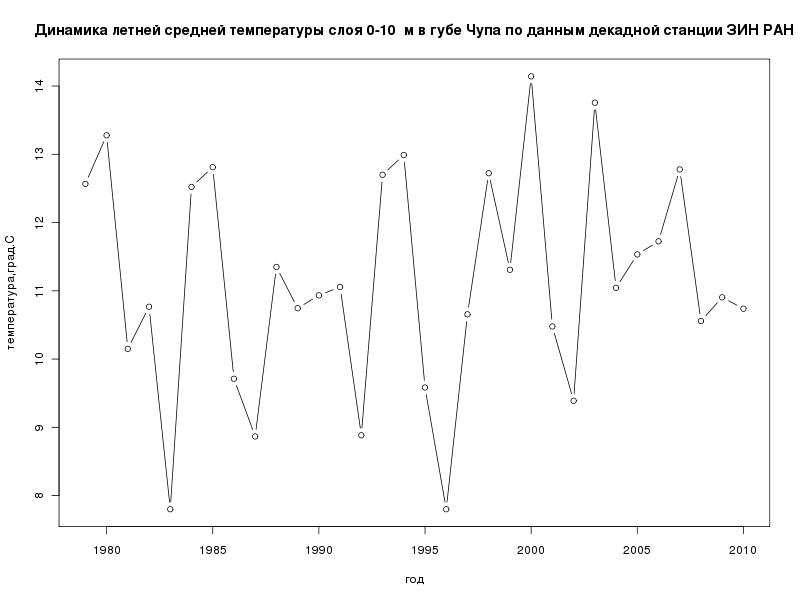 Динамика летней средней температуры слоя 0-10 м в губе Чупа по данным декадной станции ЗИН РАН
14
13
12
11
10
9
8
температура,град.С
1980 1985 1990 1995 2000 2005 2010
год